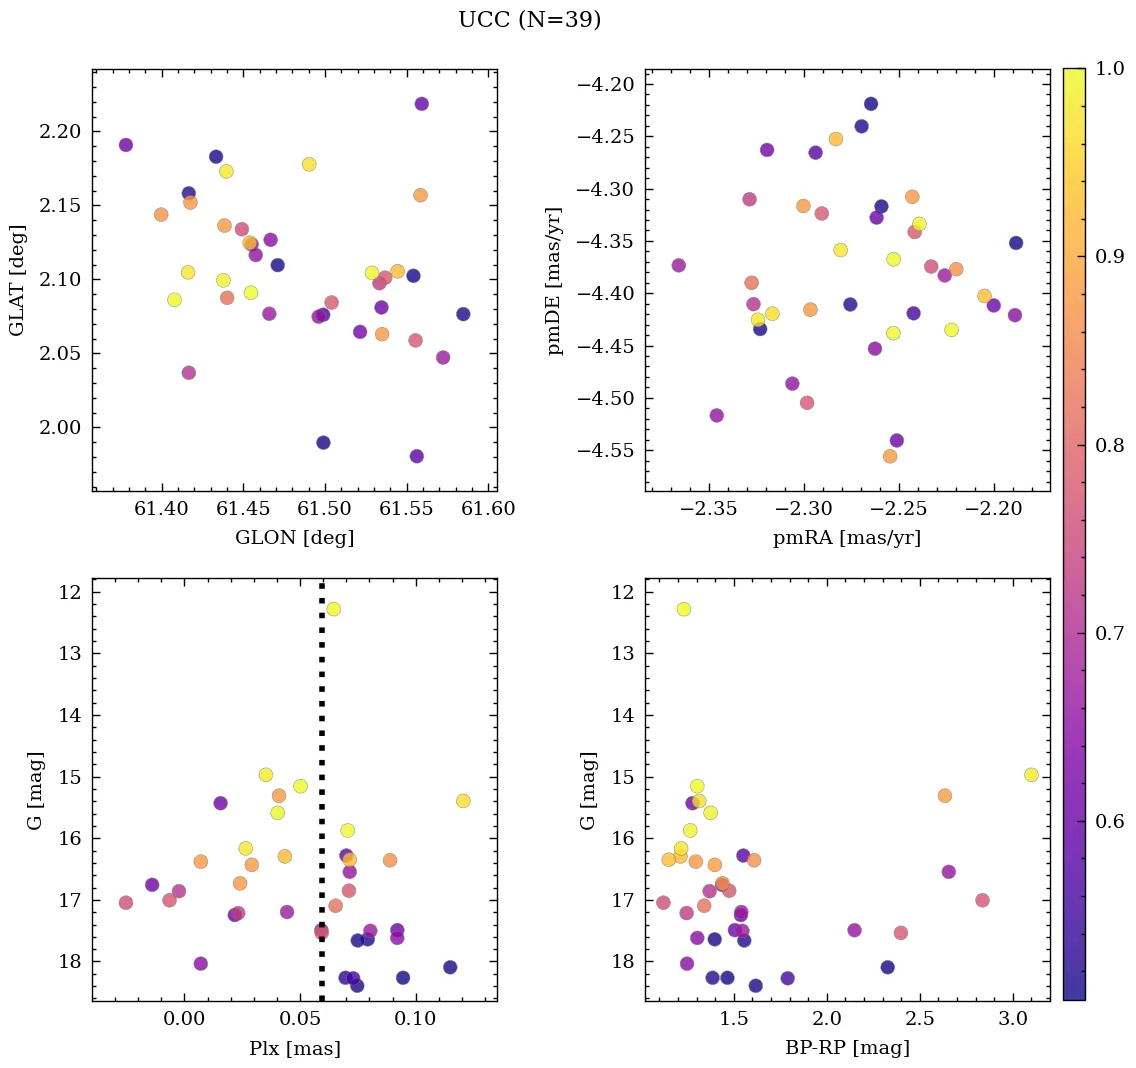 UCC (N=39)
2.20
2.15
2.10
2.05
2.00
GLAT [deg]
61.40 61.45 61.50 61.55 61.60
GLON [deg]
−4.20
−4.25
−4.30
−4.35
−4.40
−4.45
−4.50
−4.55
pmDE [mas/yr]
−2.35 −2.30 −2.25 −2.20
pmRA [mas/yr]
12
13
14
15
16
17
18
G [mag]
0.00 0.05 0.10
Plx [mas]
12
13
14
15
16
17
18
G [mag]
1.5 2.0 2.5 3.0
BP-RP [mag]
1.0
0.9
0.8
0.7
0.6